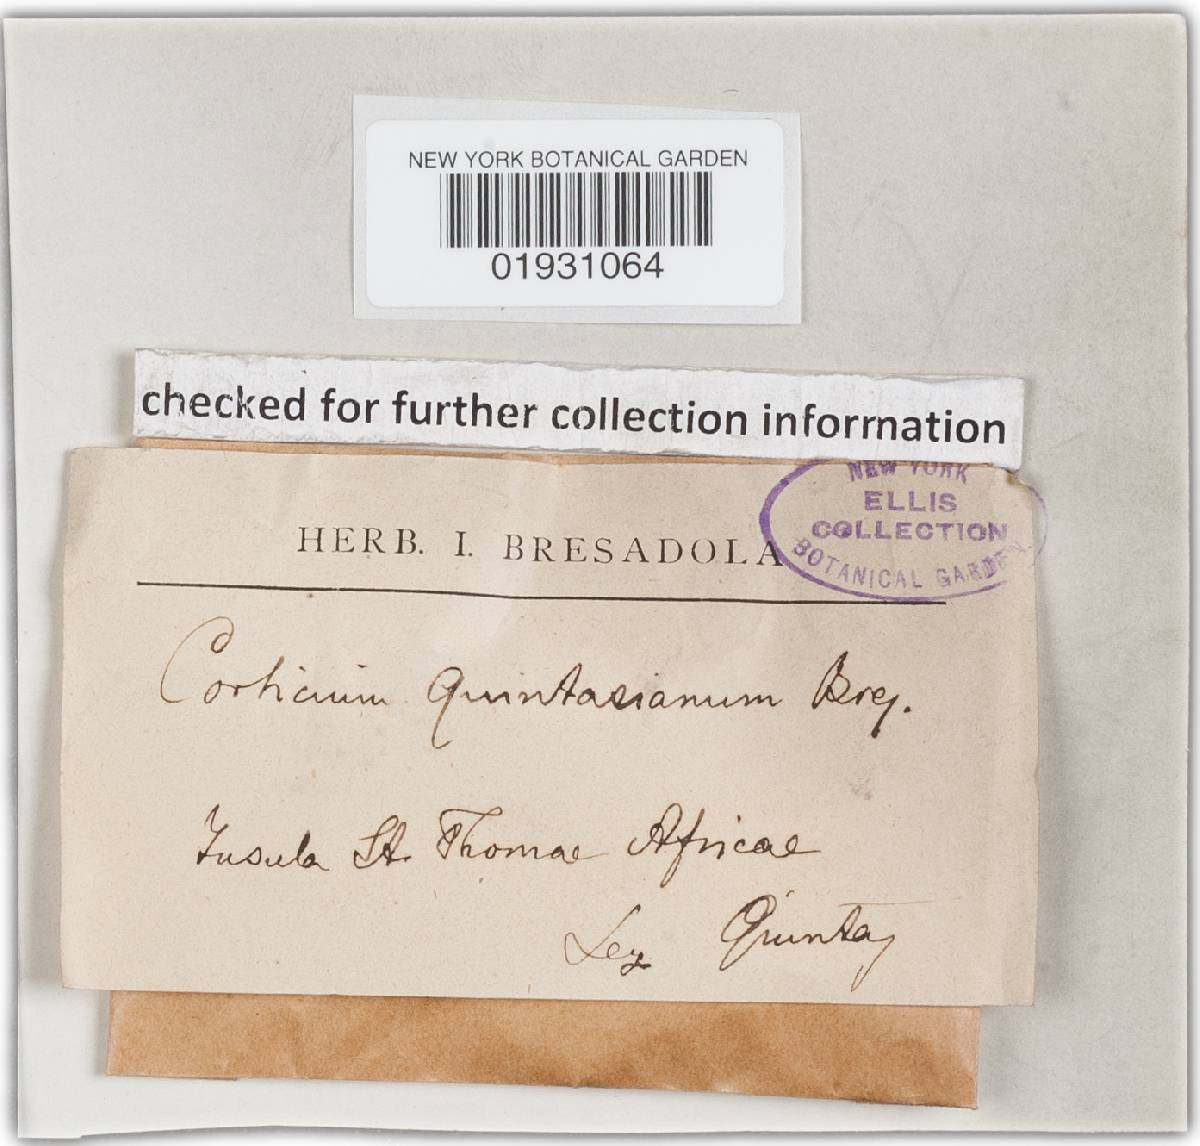 NEW YORK BOTANICAL GARDEN
01931064
checked for further collection information
NEW YORK
ELLIS
COLLECTION
BOTANICAL GARDEN
HERB. I. BRESADOLA
Corticium Quintasianum Bres.
Insula St. Thomae Africae
Leg Quintas